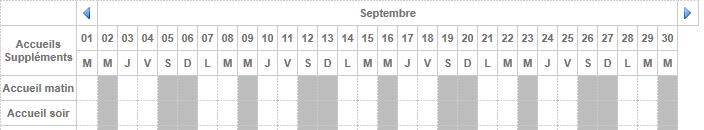 Septembre
Accueils Suppléments 01 02 03 04 05 06 07 08 09 10 11 12 13 14 15 16 17 18 19 20 21 22 23 24 25 26 27 28 29 30
M M J V S D L M M J V S D L M M J V S D L M M J V S D L M M
Accueil matin
Accueil soir